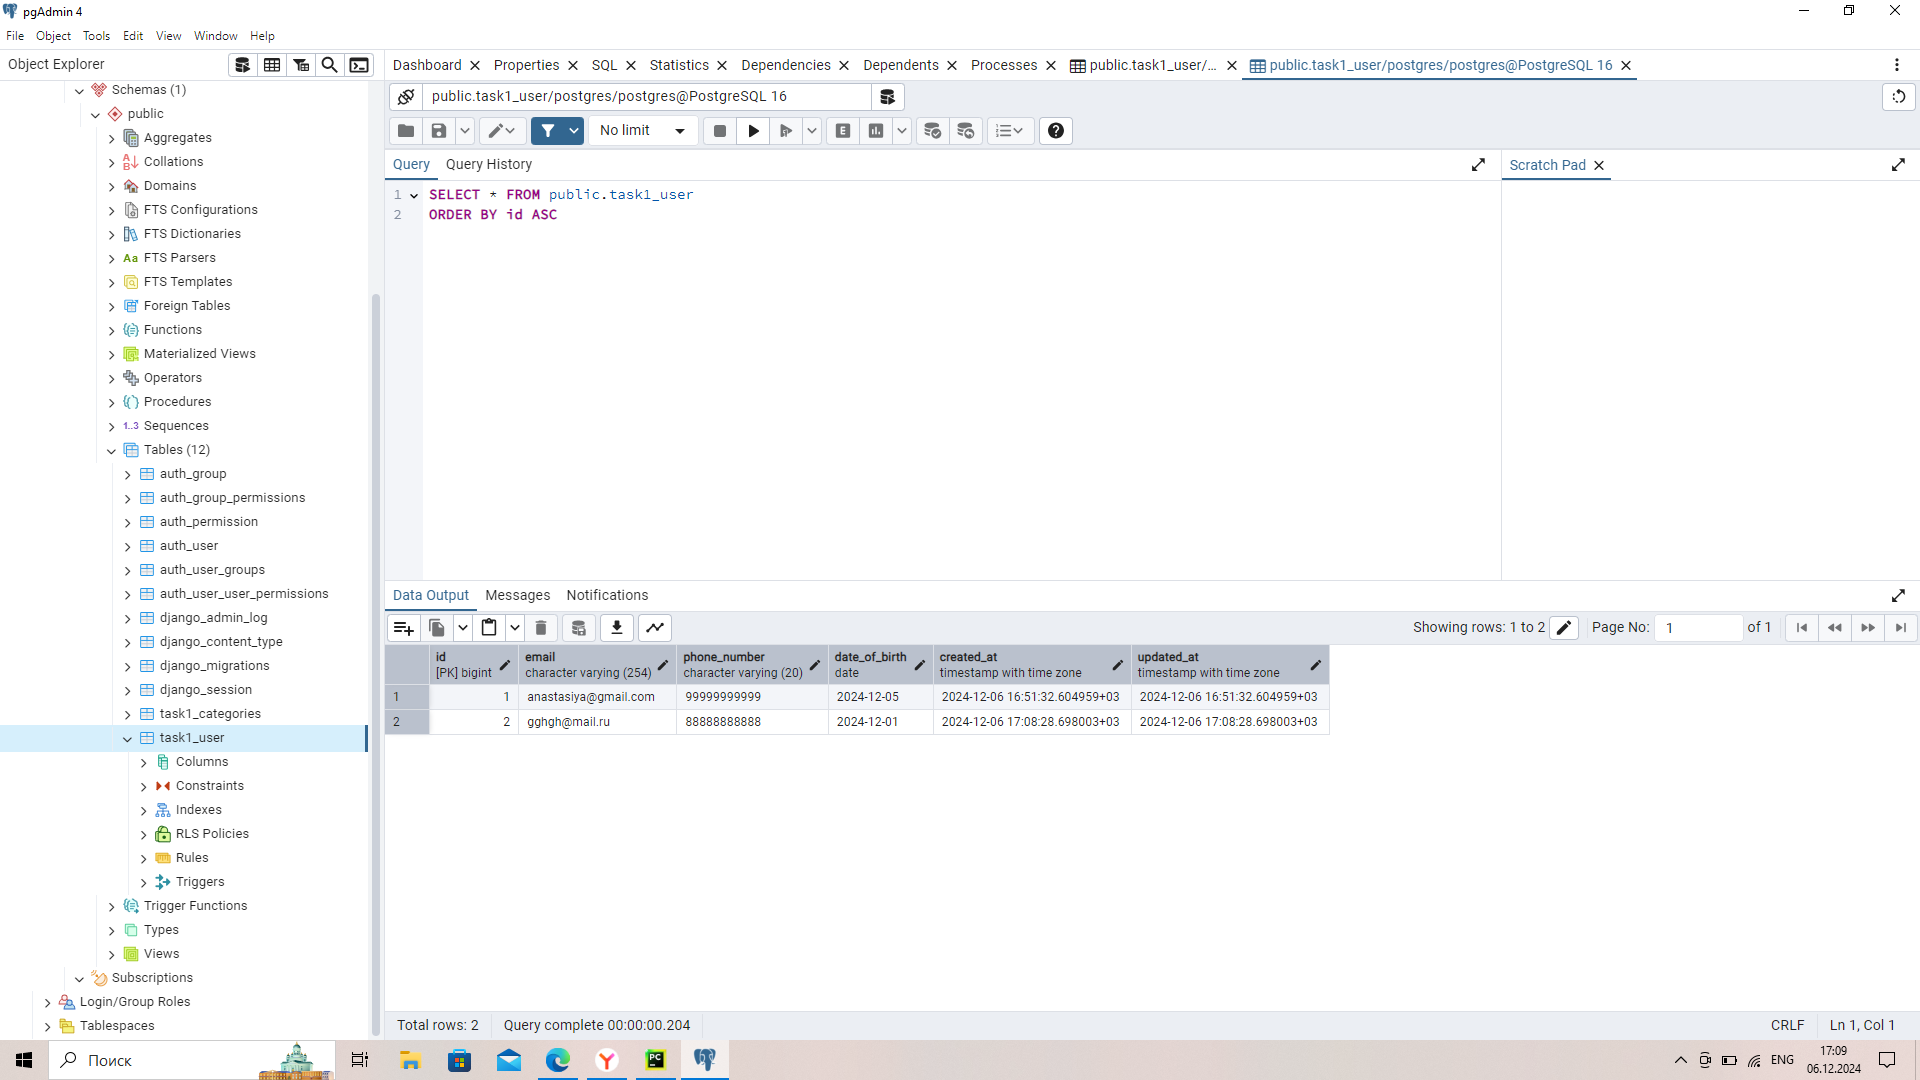 pgAdmin 4
File Object Tools Edit View Window Help
Object Explorer
Schemas (1)
public
Aggregates
Collations
Domains
FTS Configurations
FTS Dictionaries
Aa FTS Parsers
FTS Templates
Foreign Tables
Functions
Materialized Views
Operators
Procedures
1..3 Sequences
Tables (12)
auth_group
auth_group_permissions
auth_permission
auth_user
auth_user_groups
auth_user_user_permissions
django_admin_log
django_content_type
django_migrations
django_session
task1_categories
task1_user
Columns
Constraints
Indexes
RLS Policies
Rules
Triggers
Trigger Functions
Types
Views
Subscriptions
Login/Group Roles
Tablespaces
Dashboard Properties SQL Statistics Dependencies Dependents Processes public.task1_user/... public.task1_user/postgres/postgres@PostgreSQL 16
public.task1_user/postgres/postgres@PostgreSQL 16
No limit E
Query Query History Scratch Pad
1 SELECT * FROM public.task1_user
2 ORDER BY id ASC
Data Output Messages Notifications
Showing rows: 1 to 2 Page No: 1 of 1
id email phone_number date_of_birth created_at updated_at
[PK] bigint character varying (254) character varying (20) date timestamp with time zone timestamp with time zone
1 1 anastasiya@gmail.com 99999999999 2024-12-05 2024-12-06 16:51:32.604959+03 2024-12-06 16:51:32.604959+03
2 2 gghgh@mail.ru 88888888888 2024-12-01 2024-12-06 17:08:28.698003+03 2024-12-06 17:08:28.698003+03
Total rows: 2 Query complete 00:00:00.204 CRLF Ln 1, Col 1
Поиск PC ENG 17:09
06.12.2024